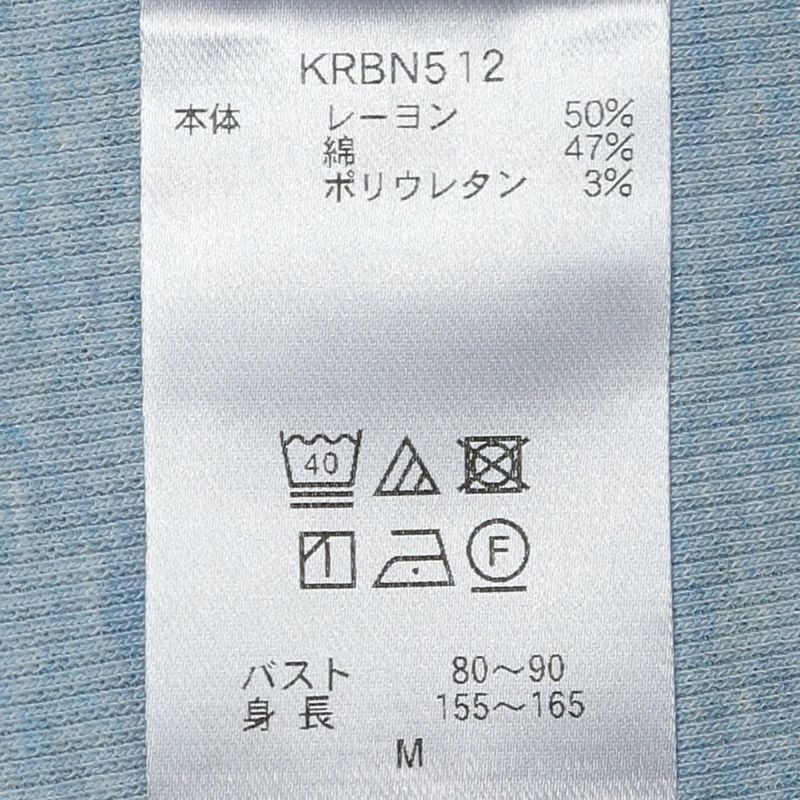 KRBN512
本体 レーヨン 50%
綿 47%
ポリウレタン 3%
40
F
バスト 80〜90
身長 155〜165
M